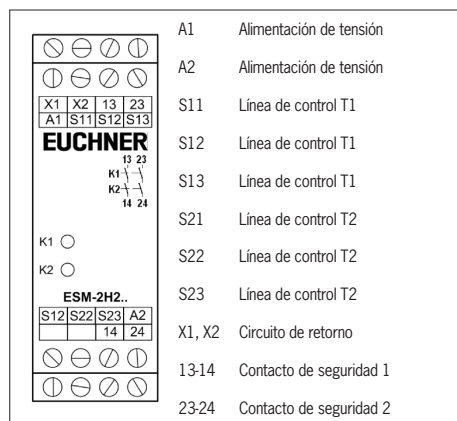 X1 X2 13 23
A1 S11 S12 S13
EUCHNER
13 23
K1
K2
14 24
K1
K2
ESM-2H2..
S12 S22 S23 A2
14 24
A1 Alimentación de tensión
A2 Alimentación de tensión
S11 Línea de control T1
S12 Línea de control T1
S13 Línea de control T1
S21 Línea de control T2
S22 Línea de control T2
S23 Línea de control T2
X1, X2 Circuito de retorno
13-14 Contacto de seguridad 1
23-24 Contacto de seguridad 2